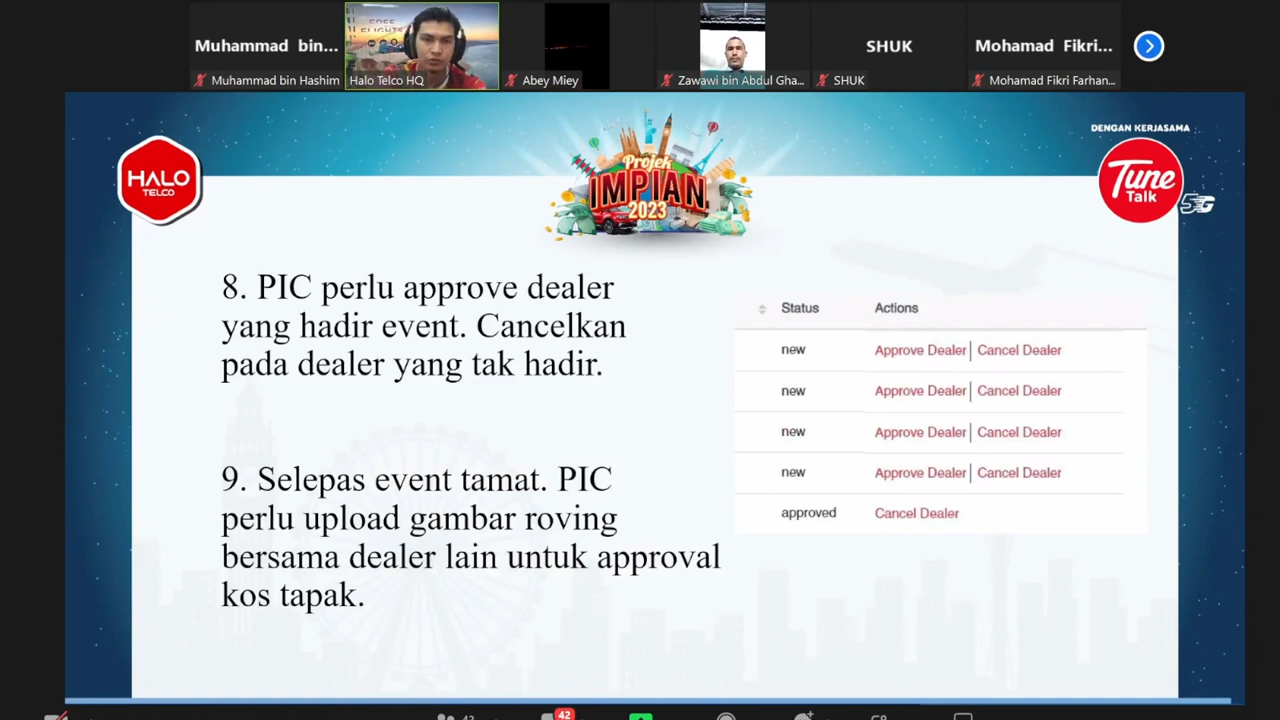 Muhammad bin...
SHUK
Mohamad Fikri...
Muhammad bin Hashim
Halo Telco HQ
Abey Miey
Zawawi bin Abdul Gha...
SHUK
Mohamad Fikri Farhan...
DENGAN KERJASAMA
HALO
TELCO
Projek
IMPIAN
2023
Tune
Talk
5G
8. PIC perlu approve dealer
yang hadir event. Cancelkan
pada dealer yang tak hadir.
9. Selepas event tamat. PIC
perlu upload gambar roving
bersama dealer lain untuk approval
kos tapak.
Status Actions
new Approve Dealer | Cancel Dealer
new Approve Dealer | Cancel Dealer
new Approve Dealer | Cancel Dealer
new Approve Dealer | Cancel Dealer
approved Cancel Dealer
42